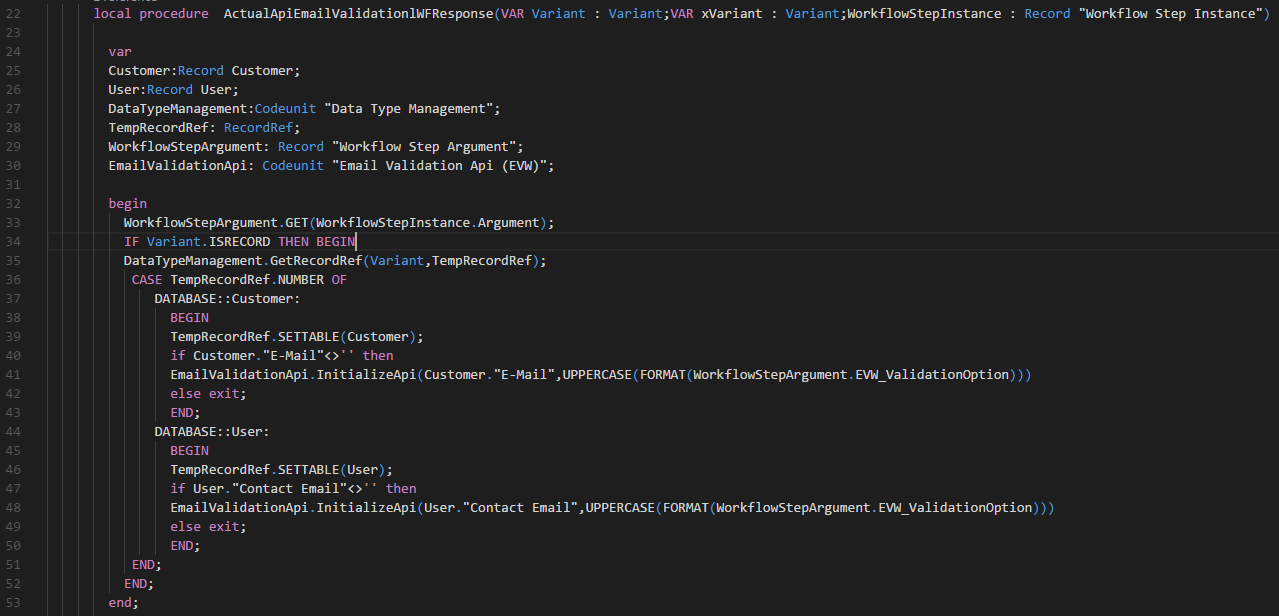 22 local procedure  ActualApiEmailValidationlWFResponse(VAR Variant : Variant;VAR xVariant : Variant;WorkflowStepInstance : Record "Workflow Step Instance")
23
24 var
25 Customer:Record Customer;
26 User:Record User;
27 DataTypeManagement:Codeunit "Data Type Management";
28 TempRecordRef: RecordRef;
29 WorkflowStepArgument: Record "Workflow Step Argument";
30 EmailValidationApi: Codeunit "Email Validation Api (EVW)";
31
32 begin
33 WorkflowStepArgument.GET(WorkflowStepInstance.Argument);
34 IF Variant.ISRECORD THEN BEGIN
35 DataTypeManagement.GetRecordRef(Variant,TempRecordRef);
36 CASE TempRecordRef.NUMBER OF
37 DATABASE::Customer:
38 BEGIN
39 TempRecordRef.SETTABLE(Customer);
40 if Customer."E-Mail"<>'' then
41 EmailValidationApi.InitializeApi(Customer."E-Mail",UPPERCASE(FORMAT(WorkflowStepArgument.EVW_ValidationOption)))
42 else exit;
43 END;
44 DATABASE::User:
45 BEGIN
46 TempRecordRef.SETTABLE(User);
47 if User."Contact Email"<>'' then
48 EmailValidationApi.InitializeApi(User."Contact Email",UPPERCASE(FORMAT(WorkflowStepArgument.EVW_ValidationOption)))
49 else exit;
50 END;
51 END;
52 END;
53 end;